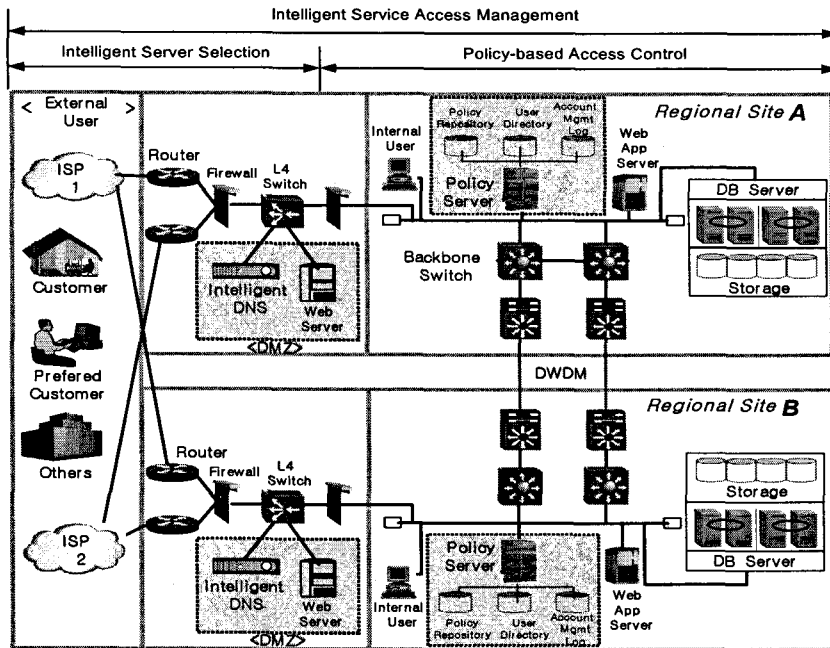 Intelligent Service Access Management
Intelligent Server Selection
Policy-based Access Control
< External >
User
ISP
1
Customer
Preferred
Customer
Others
ISP
2
Router
Firewall
L4
Switch
Intelligent
DNS
Web
Server
<DMZ>
Internal
User
Policy
Repository
User
Directory
Account
Mgmt
Log
Policy
Server
Web
App
Server
Regional Site A
DB Server
Storage
Backbone
Switch
DWDM
Regional Site B
Router
Firewall
L4
Switch
Intelligent
DNS
Web
Server
<DMZ>
Internal
User
Policy
Server
Policy
Repository
User
Directory
Account
Mgmt
Log
Web
App
Server
Storage
DB Server